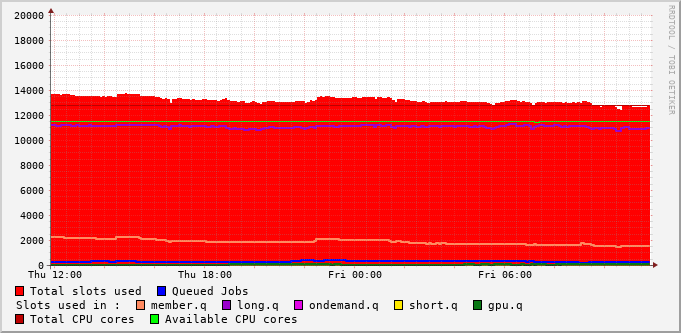 20000
18000
16000
14000
12000
10000
8000
6000
4000
2000
0
Thu 12:00 Thu 18:00 Fri 00:00 Fri 06:00
RRDTOOL / TOBI OETIKER
Total slots used Queued Jobs
Slots used in : member.q long.q ondemand.q short.q gpu.q
Total CPU cores Available CPU cores